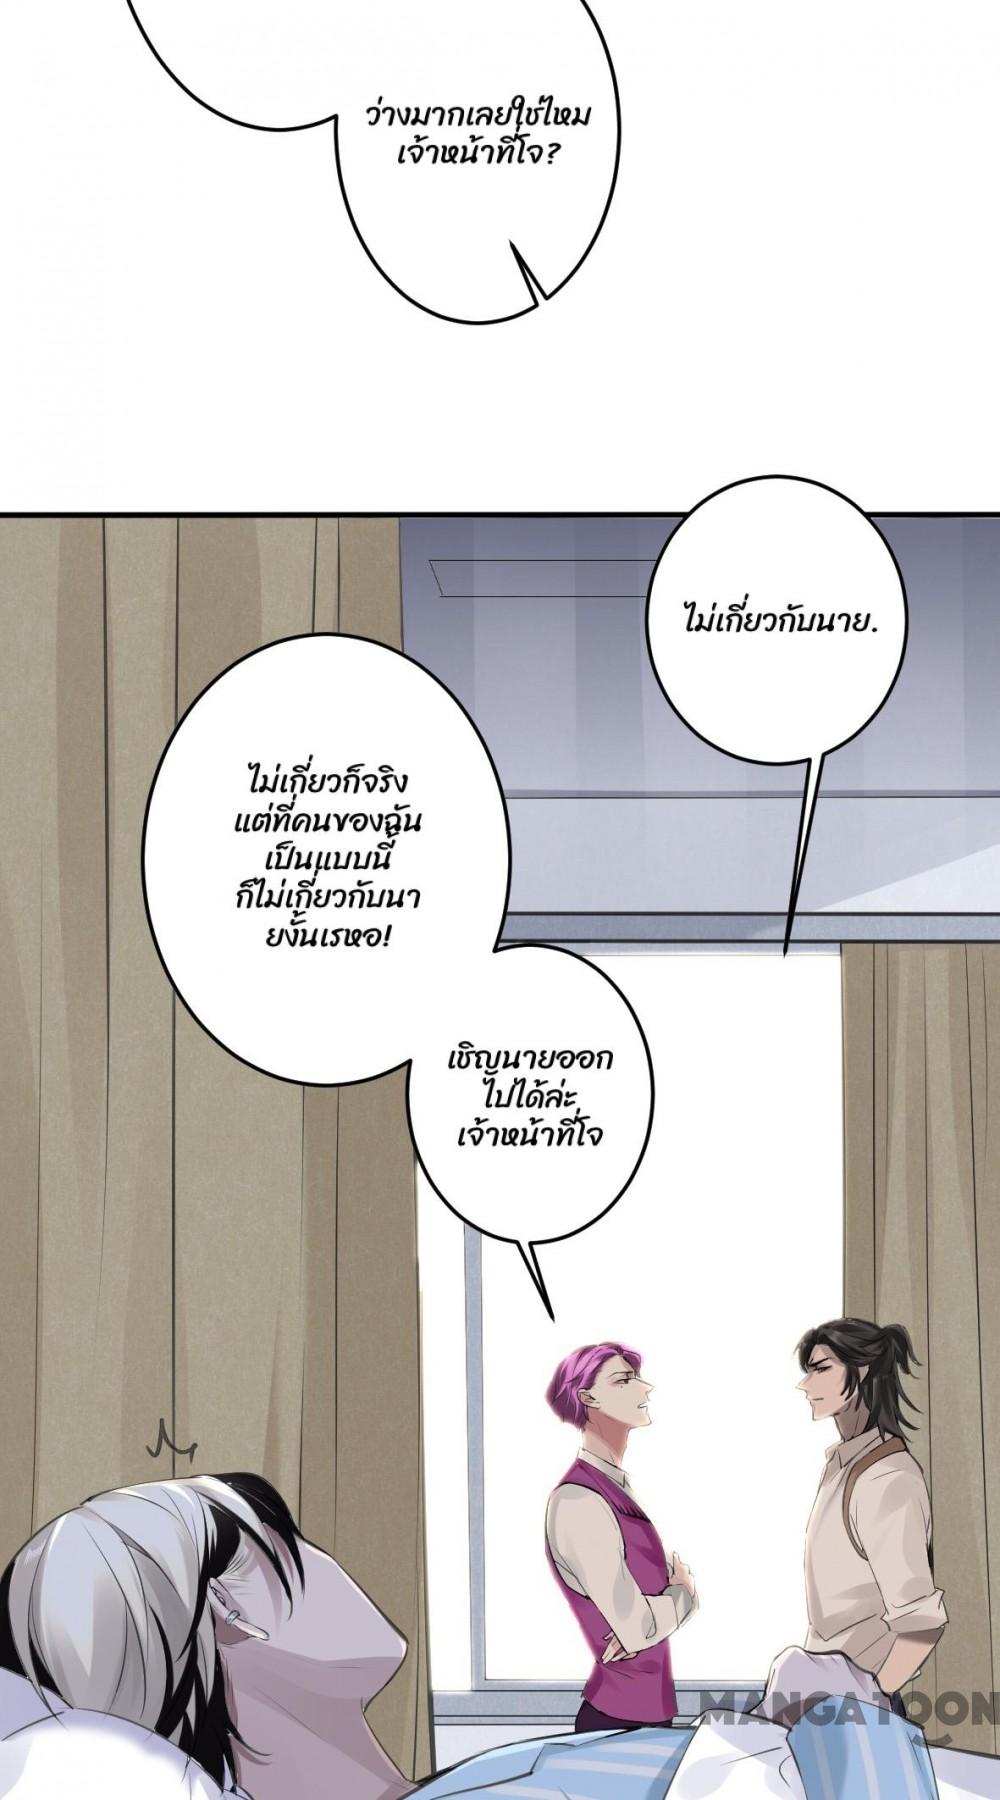 ว่างมากเลยใช่ไหม
เจ้าหน้าที่โจ?
ไม่เกี่ยวกับนาย.
ไม่เกี่ยวก็จริง
แต่ที่คนของฉัน
เป็นแบบนี้
ก็ไม่เกี่ยวกับนา
ยงั้นเรหอ!
เชิญนายออก
ไปได้ล่ะ
เจ้าหน้าที่โจ
MANGATOON